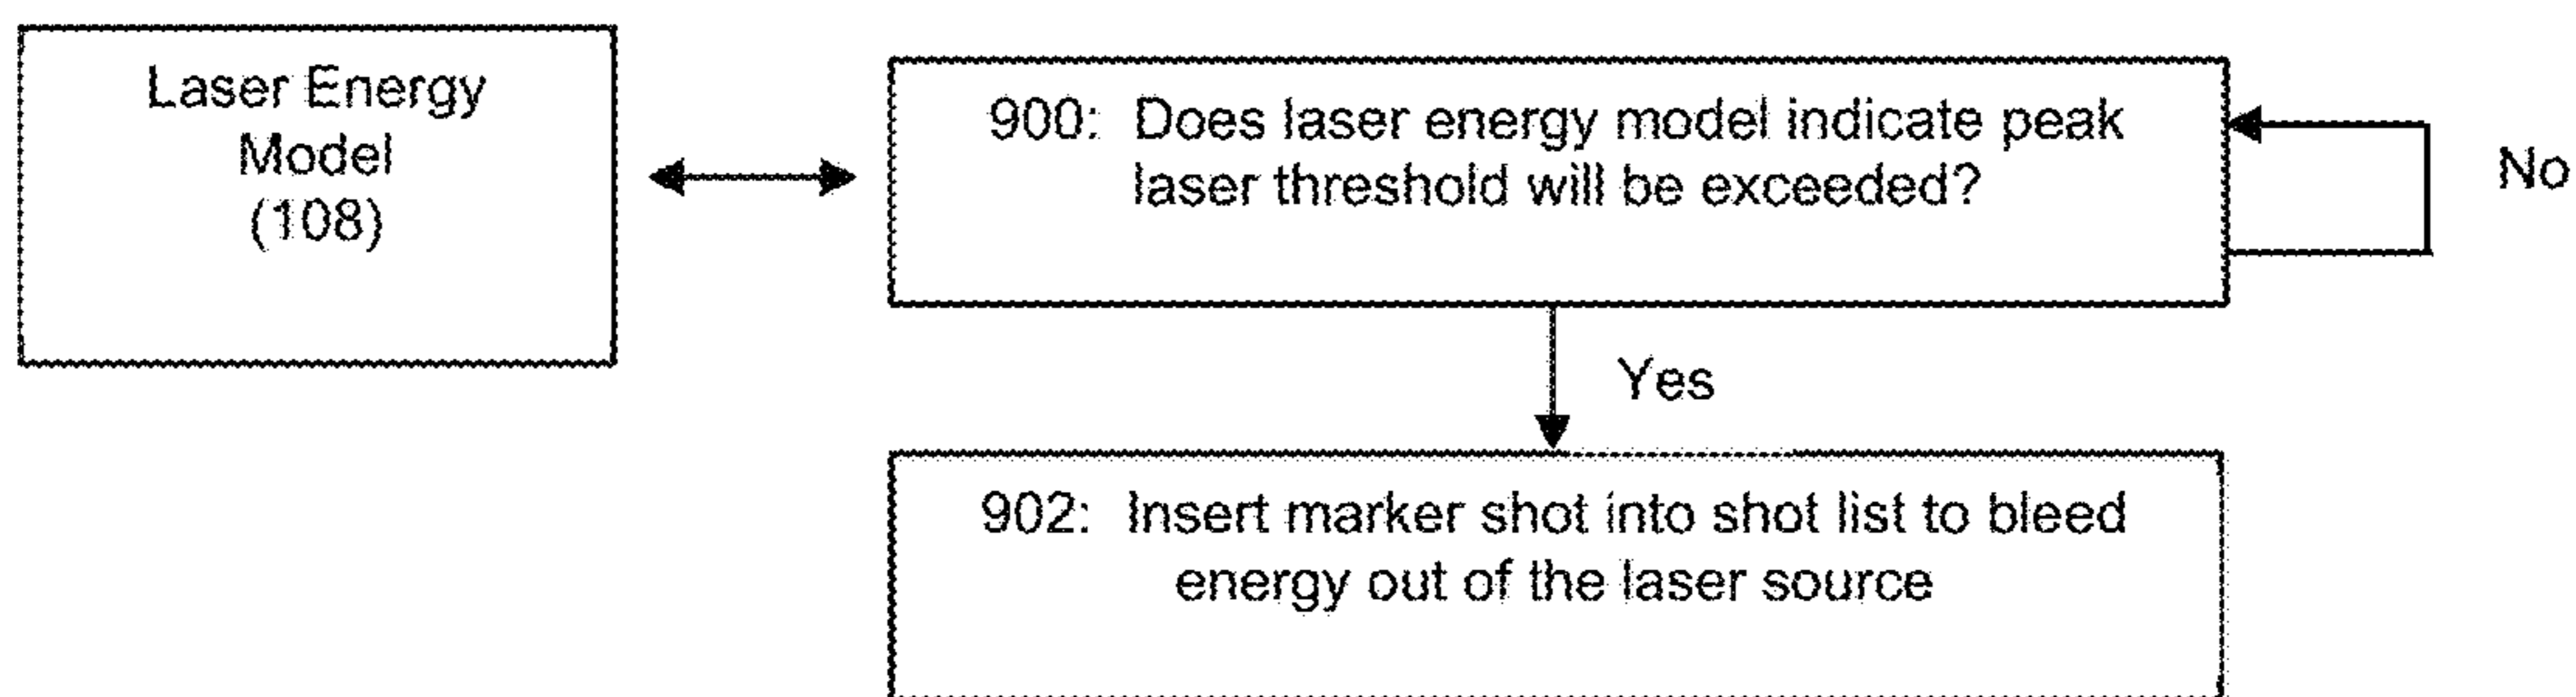 Laser Energy
Model
(108)
900: Does laser energy model indicate peak
laser threshold will be exceeded?
No
Yes
902: Insert marker shot into shot list to bleed
energy out of the laser source